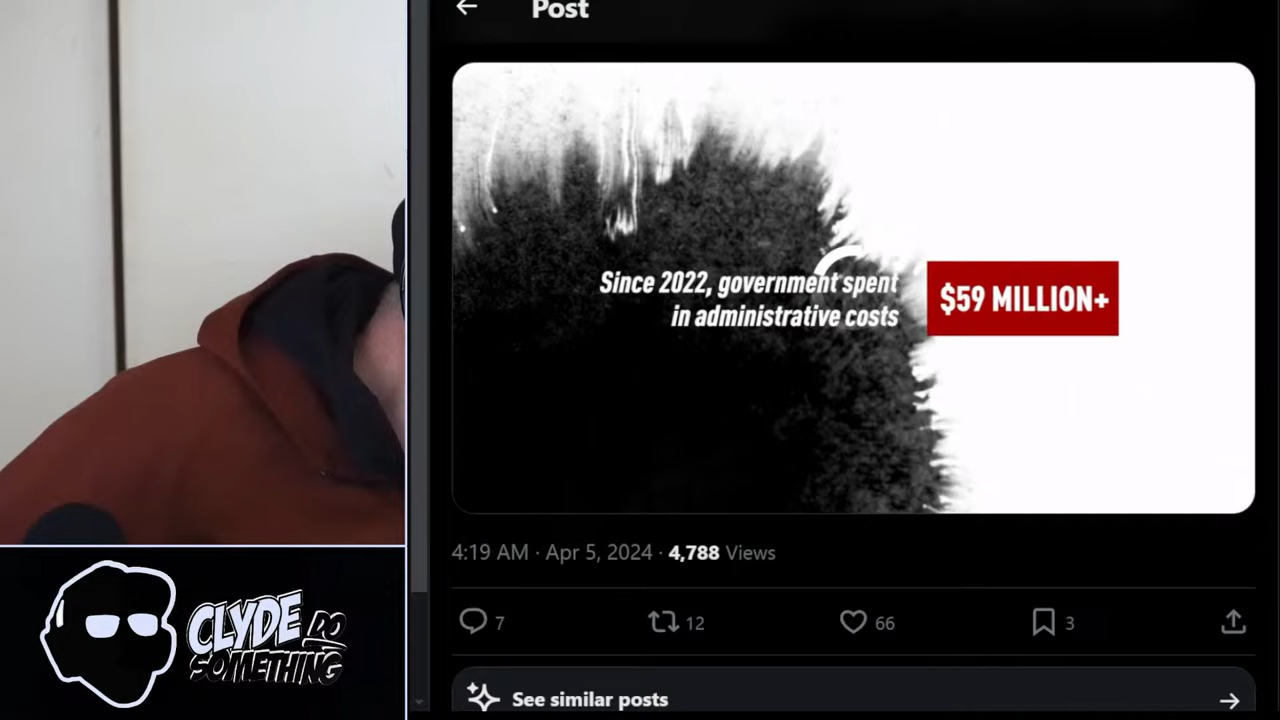 Post
Since 2022, government spent
in administrative costs
$59 MILLION+
4:19 AM · Apr 5, 2024 · 4,788 Views
7
12
66
3
See similar posts
CLYDE DO
SOMETHING